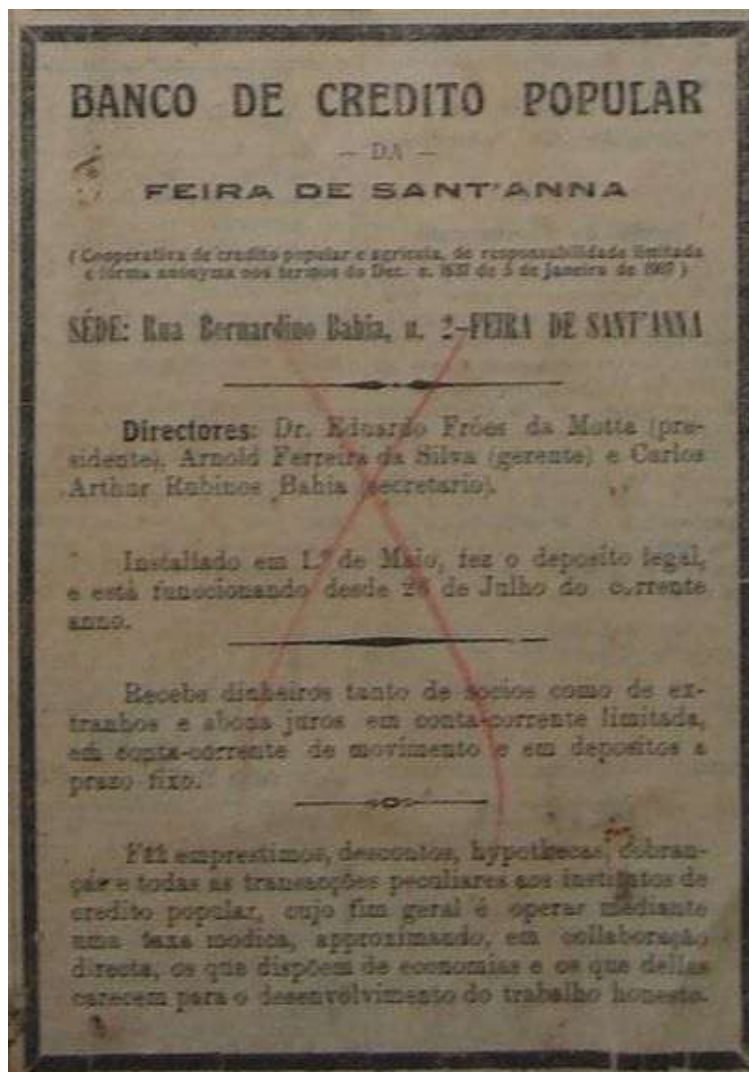 BANCO DE CREDITO POPULAR
— DA —
FEIRA DE SANT'ANNA
(Cooperativa de credito popular e agricola, de responsabilidade limitada
e fórma anonyma nos termos do Dec. n. 1637 de 5 de Janeiro de 1907)
SÉDE: Rua Bernardino Bahia, n. 2-FEIRA DE SANT'ANNA
Directores: Dr. Eduardo Fróes da Motta (pre-
sidente), Arnold Ferreira da Silva (gerente) e Carlos
Arthur Rubinos Bahia (secretario).
Installado em 1.º de Maio, fez o deposito legal,
e está funccionando desde 26 de Julho do corrente
anno.
Recebe dinheiros tanto de socios como de ex-
tranhos e abona juros em conta-corrente limitada,
em conta-corrente de movimento e em depositos a
prazo fixo.
emprestimos, descontos, hypothecas, cobran-
ças e todas as transacções peculiares aos institutos de
credito popular, cujo fim geral é operar mediante
uma taxa modica, approximando, em collaboração
directa, os que dispõem de economias e os que dellas
carecem para o desenvolvimento do trabalho honesto.